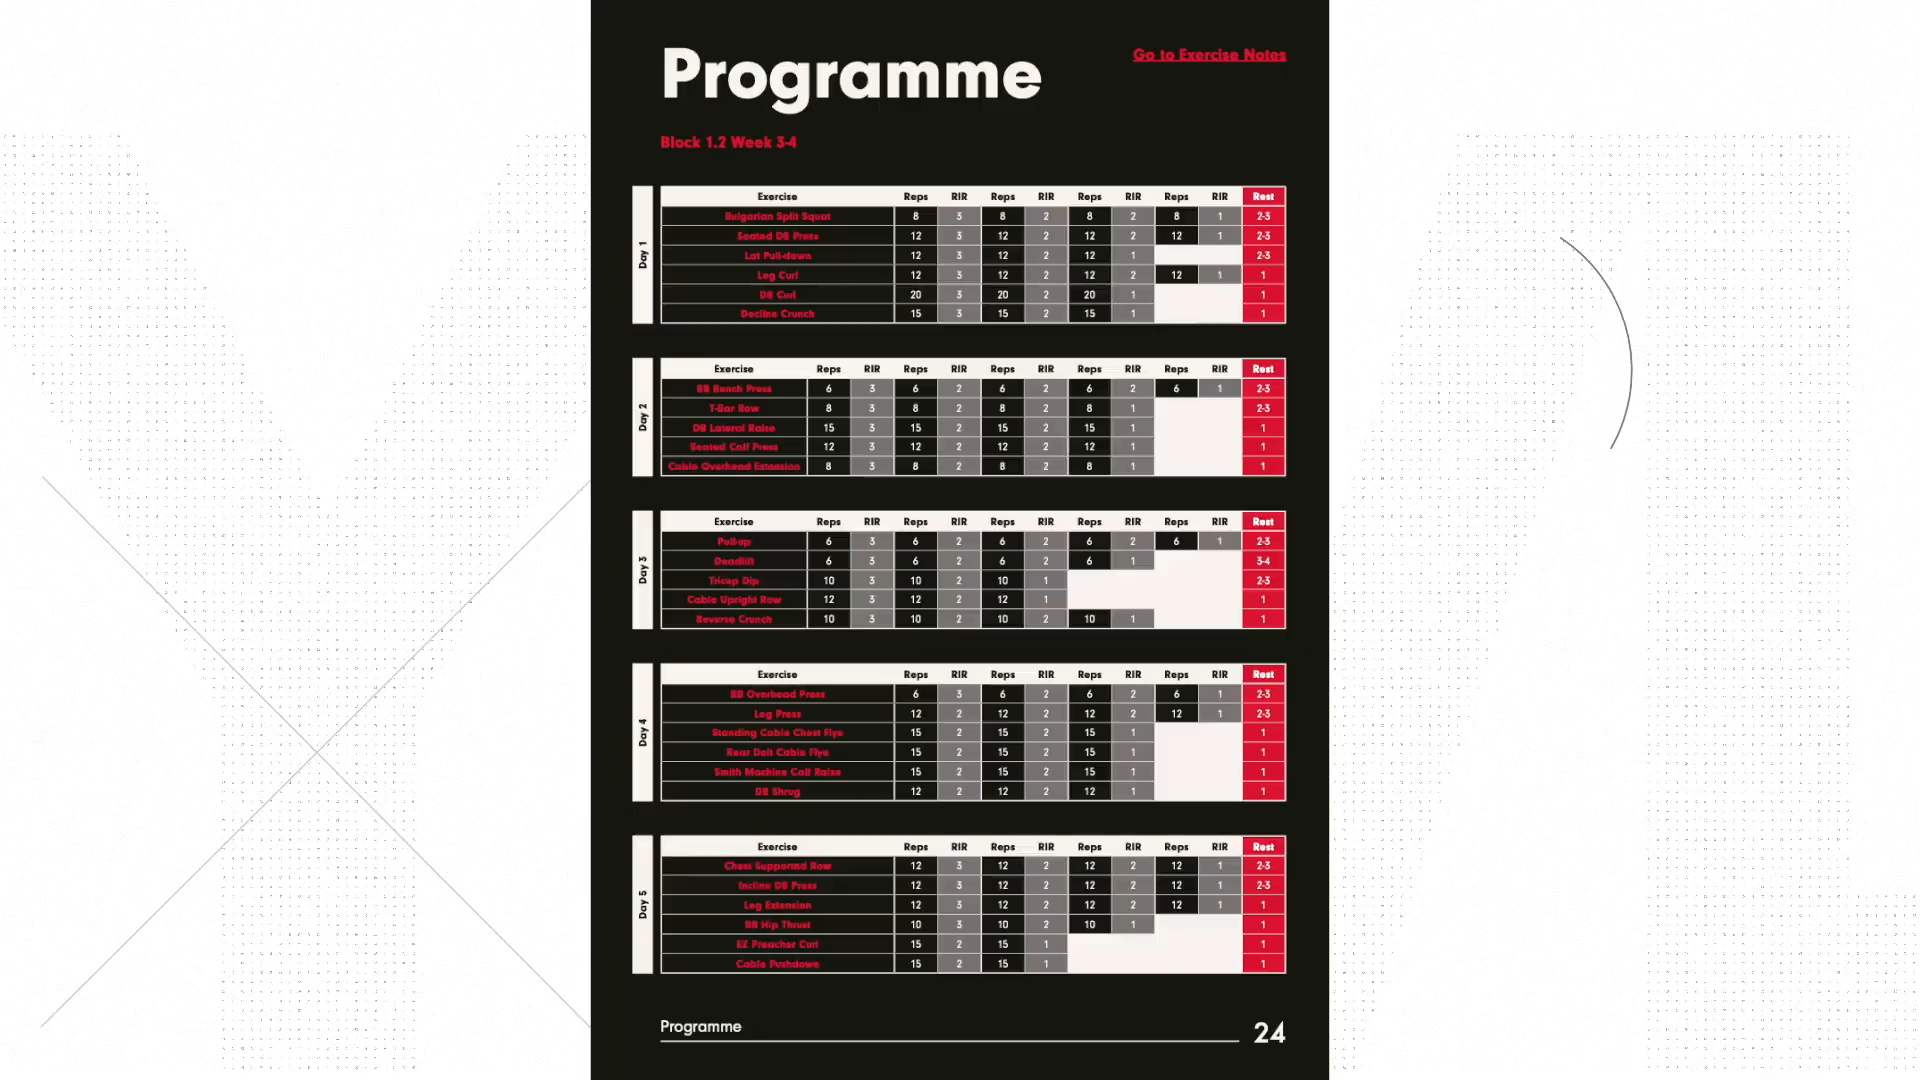 Programme
Go to Exercise Notes
Block 1.2 Week 3-4
Day 1
Exercise Reps RIR Reps RIR Reps RIR Reps RIR Rest
Bulgarian Split Squat 8 3 8 2 8 2 8 1 2-3
Seated DB Press 12 3 12 2 12 2 12 1 2-3
Lat Pull-down 12 3 12 2 12 1 2-3
Leg Curl 12 3 12 2 12 2 12 1 1
DB Curl 20 3 20 2 20 1 1
Decline Crunch 15 3 15 2 15 1 1
Day 2
Exercise Reps RIR Reps RIR Reps RIR Reps RIR Reps RIR Rest
BB Bench Press 6 3 6 2 6 2 6 2 6 1 2-3
T-Bar Row 8 3 8 2 8 2 8 1 2-3
DB Lateral Raise 15 3 15 2 15 2 15 1 1
Seated Calf Press 12 3 12 2 12 2 12 1 1
Cable Overhead Extension 8 3 8 2 8 2 8 1 1
Day 3
Exercise Reps RIR Reps RIR Reps RIR Reps RIR Reps RIR Rest
Pull-up 6 3 6 2 6 2 6 2 6 1 2-3
Deadlift 6 3 6 2 6 2 6 1 3-4
Tricep Dip 10 3 10 2 10 1 2-3
Cable Upright Row 12 3 12 2 12 1 1
Reverse Crunch 10 3 10 2 10 2 10 1 1
Day 4
Exercise Reps RIR Reps RIR Reps RIR Reps RIR Rest
BB Overhead Press 6 3 6 2 6 2 6 1 2-3
Leg Press 12 2 12 2 12 2 12 1 2-3
Standing Cable Chest Flye 15 2 15 2 15 1 1
Rear Delt Cable Flye 15 2 15 2 15 1 1
Smith Machine Calf Raise 15 2 15 2 15 1 1
DB Shrug 12 2 12 2 12 1 1
Day 5
Exercise Reps RIR Reps RIR Reps RIR Reps RIR Rest
Chest Supported Row 12 3 12 2 12 2 12 1 2-3
Incline DB Press 12 3 12 2 12 2 12 1 2-3
Leg Extension 12 3 12 2 12 2 12 1 1
BB Hip Thrust 10 3 10 2 10 1 1
EZ Preacher Curl 15 2 15 1 1
Cable Pushdown 15 2 15 1 1
Programme 24